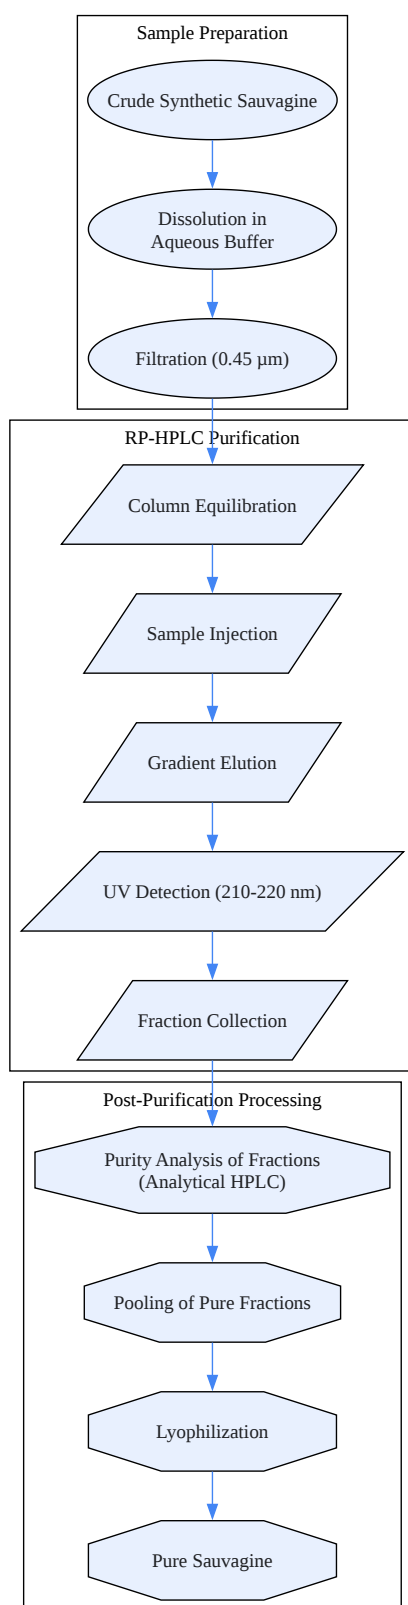 Sample Preparation
Crude Synthetic Sauvagine
Dissolution in
Aqueous Buffer
Filtration (0.45 µm)
RP-HPLC Purification
Column Equilibration
Sample Injection
Gradient Elution
UV Detection (210-220 nm)
Fraction Collection
Post-Purification Processing
Purity Analysis of Fractions
(Analytical HPLC)
Pooling of Pure Fractions
Lyophilization
Pure Sauvagine